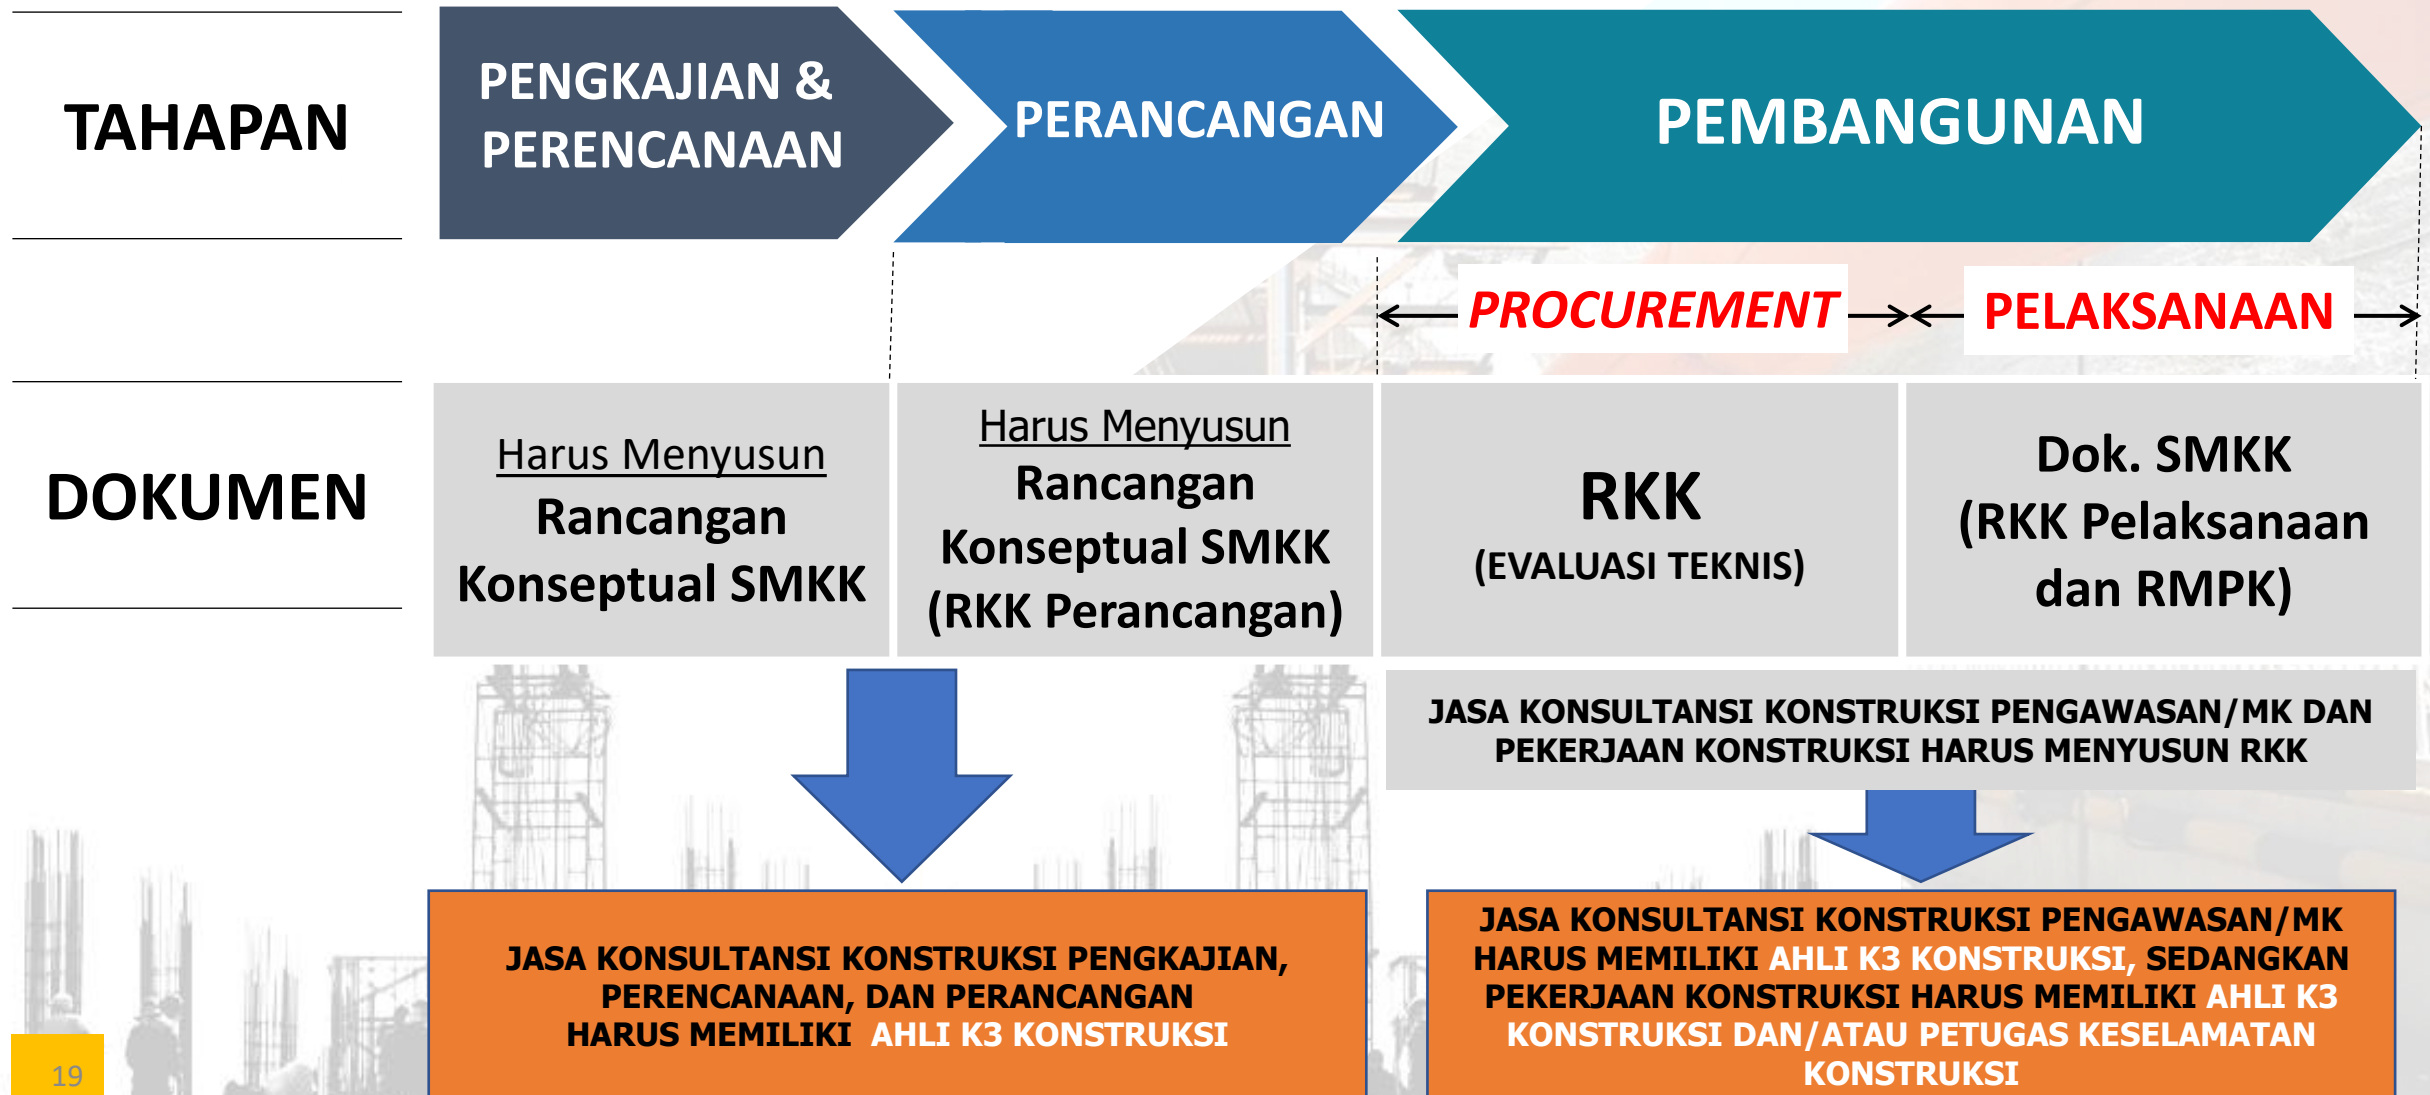 TAHAPAN
PENGKAJIAN &
PERENCANAAN
PERANCANGAN
PEMBANGUNAN
PROCUREMENT
PELAKSANAAN
DOKUMEN
Harus Menyusun
Rancangan
Konseptual SMKK
Harus Menyusun
Rancangan
Konseptual SMKK
(RKK Perancangan)
RKK
(EVALUASI TEKNIS)
Dok. SMKK
(RKK Pelaksanaan
dan RMPK)
JASA KONSULTANSI KONSTRUKSI PENGAWASAN/MK DAN
PEKERJAAN KONSTRUKSI HARUS MENYUSUN RKK
JASA KONSULTANSI KONSTRUKSI PENGKAJIAN,
PERENCANAAN, DAN PERANCANGAN
HARUS MEMILIKI AHLI K3 KONSTRUKSI
JASA KONSULTANSI KONSTRUKSI PENGAWASAN/MK
HARUS MEMILIKI AHLI K3 KONSTRUKSI, SEDANGKAN
PEKERJAAN KONSTRUKSI HARUS MEMILIKI AHLI K3
KONSTRUKSI DAN/ATAU PETUGAS KESELAMATAN
KONSTRUKSI
19